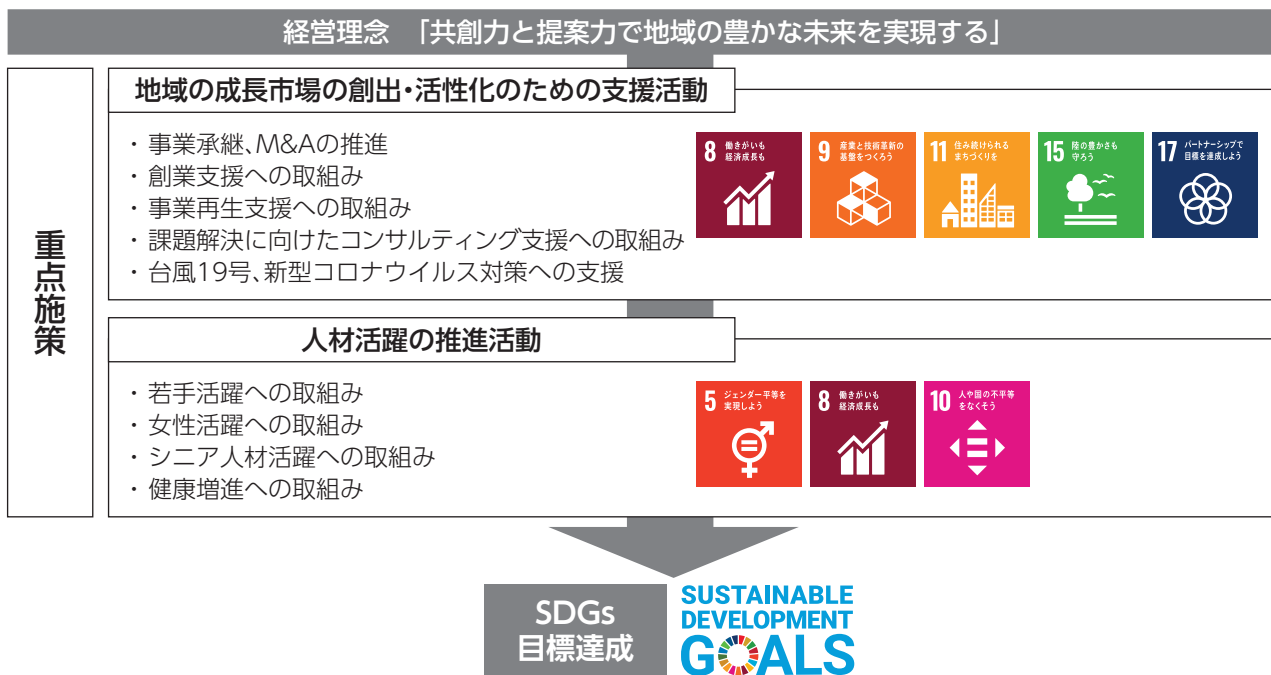 経営理念 「共創力と提案力で地域の豊かな未来を実現する」
重点施策
地域の成長市場の創出・活性化のための支援活動
・事業承継、M&Aの推進
・創業支援への取組み
・事業再生支援への取組み
・課題解決に向けたコンサルティング支援への取組み
・台風19号、新型コロナウイルス対策への支援
8 働きがいも
経済成長も
9 産業と技術革新の
基盤をつくろう
11 住み続けられる
まちづくりを
15 陸の豊かさも
守ろう
17 パートナーシップで
目標を達成しよう
人材活躍の推進活動
・若手活躍への取組み
・女性活躍への取組み
・シニア人材活躍への取組み
・健康増進への取組み
5 ジェンダー平等を
実現しよう
8 働きがいも
経済成長も
10 人や国の不平等
をなくそう
SDGs
目標達成
SUSTAINABLE
DEVELOPMENT
GOALS